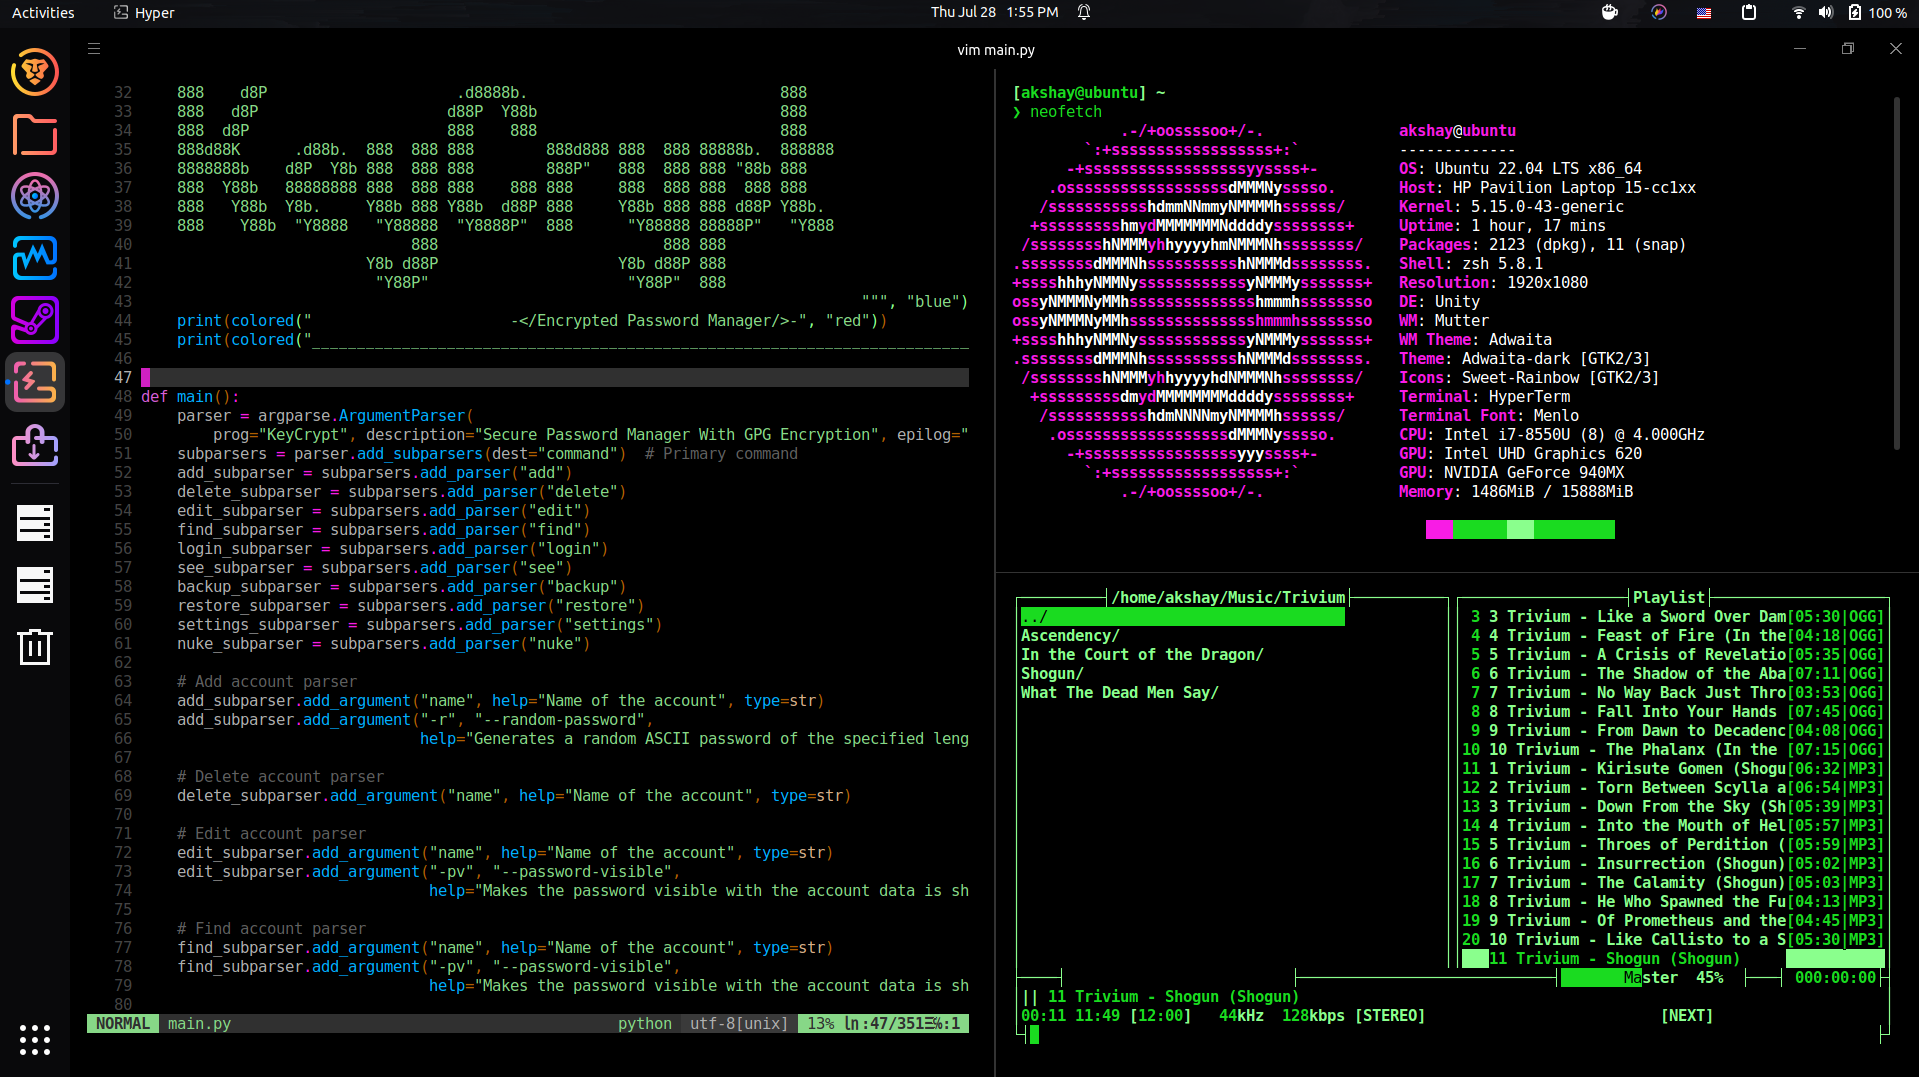 Activities Hyper Thu Jul 28 1:55 PM 100 %
vim main.py
32     888    d8P                     .d8888b.                            888
33     888   d8P                     d88P  Y88b                           888
34     888  d8P                      888    888                           888
35     888d88K      .d88b.  888  888 888        888d888 888  888 88888b.  888888
36     8888888b    d8P  Y8b 888  888 888        888P"   888  888 888 "88b 888
37     888  Y88b   88888888 888  888 888    888 888     888  888 888  888 888
38     888   Y88b  Y8b.     Y88b 888 Y88b  d88P 888     Y88b 888 888 d88P Y88b.
39     888    Y88b  "Y8888   "Y88888  "Y8888P"  888      "Y88888 88888P"   "Y888
40                               888                         888 888
41                          Y8b d88P                    Y8b d88P 888
42                           "Y88P"                      "Y88P"  888
43                                                                                 """, "blue")
44     print(colored("                      -</Encrypted Password Manager/>-", "red"))
45     print(colored("_________________________________________________________________________
46
47
48 def main():
49     parser = argparse.ArgumentParser(
50         prog="KeyCrypt", description="Secure Password Manager With GPG Encryption", epilog="
51     subparsers = parser.add_subparsers(dest="command")  # Primary command
52     add_subparser = subparsers.add_parser("add")
53     delete_subparser = subparsers.add_parser("delete")
54     edit_subparser = subparsers.add_parser("edit")
55     find_subparser = subparsers.add_parser("find")
56     login_subparser = subparsers.add_parser("login")
57     see_subparser = subparsers.add_parser("see")
58     backup_subparser = subparsers.add_parser("backup")
59     restore_subparser = subparsers.add_parser("restore")
60     settings_subparser = subparsers.add_parser("settings")
61     nuke_subparser = subparsers.add_parser("nuke")
62
63     # Add account parser
64     add_subparser.add_argument("name", help="Name of the account", type=str)
65     add_subparser.add_argument("-r", "--random-password",
66                                help="Generates a random ASCII password of the specified leng
67
68     # Delete account parser
69     delete_subparser.add_argument("name", help="Name of the account", type=str)
70
71     # Edit account parser
72     edit_subparser.add_argument("name", help="Name of the account", type=str)
73     edit_subparser.add_argument("-pv", "--password-visible",
74                                 help="Makes the password visible with the account data is sh
75
76     # Find account parser
77     find_subparser.add_argument("name", help="Name of the account", type=str)
78     find_subparser.add_argument("-pv", "--password-visible",
79                                 help="Makes the password visible with the account data is sh
80
NORMAL main.py python utf-8[unix] 13% ln:47/351≡%:1
[akshay@ubuntu] ~
❯ neofetch
            .-/+oossssoo+/-.               akshay@ubuntu
        `:+ssssssssssssssssss+:`           -------------
      -+ssssssssssssssssssyyssss+-         OS: Ubuntu 22.04 LTS x86_64
    .ossssssssssssssssssdMMMNysssso.       Host: HP Pavilion Laptop 15-cc1xx
   /ssssssssssshdmmNNmmyNMMMMhssssss/      Kernel: 5.15.0-43-generic
  +ssssssssshmydMMMMMMMNddddyssssssss+     Uptime: 1 hour, 17 mins
 /sssssssshNMMMyhhyyyyhmNMMMNhssssssss/    Packages: 2123 (dpkg), 11 (snap)
.ssssssssdMMMNhsssssssssshNMMMdssssssss.   Shell: zsh 5.8.1
+sssshhhyNMMNyssssssssssssyNMMMysssssss+   Resolution: 1920x1080
ossyNMMMNyMMhsssssssssssssshmmmhssssssso   DE: Unity
ossyNMMMNyMMhsssssssssssssshmmmhssssssso   WM: Mutter
+sssshhhyNMMNyssssssssssssyNMMMysssssss+   WM Theme: Adwaita
.ssssssssdMMMNhsssssssssshNMMMdssssssss.   Theme: Adwaita-dark [GTK2/3]
 /sssssssshNMMMyhhyyyyhdNMMMNhssssssss/    Icons: Sweet-Rainbow [GTK2/3]
  +sssssssssdmydMMMMMMMMddddyssssssss+     Terminal: HyperTerm
   /ssssssssssshdmNNNNmyNMMMMhssssss/      Terminal Font: Menlo
    .ossssssssssssssssssdMMMNysssso.       CPU: Intel i7-8550U (8) @ 4.000GHz
      -+sssssssssssssssssyyyssss+-         GPU: Intel UHD Graphics 620
        `:+ssssssssssssssssss+:`           GPU: NVIDIA GeForce 940MX
            .-/+oossssoo+/-.               Memory: 1486MiB / 15888MiB
/home/akshay/Music/Trivium
../
Ascendency/
In the Court of the Dragon/
Shogun/
What The Dead Men Say/
Playlist
3 3 Trivium - Like a Sword Over Dam[05:30|OGG]
4 4 Trivium - Feast of Fire (In the[04:18|OGG]
5 5 Trivium - A Crisis of Revelatio[05:35|OGG]
6 6 Trivium - The Shadow of the Aba[07:11|OGG]
7 7 Trivium - No Way Back Just Thro[03:53|OGG]
8 8 Trivium - Fall Into Your Hands [07:45|OGG]
9 9 Trivium - From Dawn to Decadenc[04:08|OGG]
10 10 Trivium - The Phalanx (In the [07:15|OGG]
11 1 Trivium - Kirisute Gomen (Shogu[06:32|MP3]
12 2 Trivium - Torn Between Scylla a[06:54|MP3]
13 3 Trivium - Down From the Sky (Sh[05:39|MP3]
14 4 Trivium - Into the Mouth of Hel[05:57|MP3]
15 5 Trivium - Throes of Perdition ([05:59|MP3]
16 6 Trivium - Insurrection (Shogun)[05:02|MP3]
17 7 Trivium - The Calamity (Shogun)[05:03|MP3]
18 8 Trivium - He Who Spawned the Fu[04:13|MP3]
19 9 Trivium - Of Prometheus and the[04:45|MP3]
20 10 Trivium - Like Callisto to a S[05:30|MP3]
11 Trivium - Shogun (Shogun)
Master 45% 000:00:00
|| 11 Trivium - Shogun (Shogun)
00:11 11:49 [12:00] 44kHz 128kbps [STEREO] [NEXT]